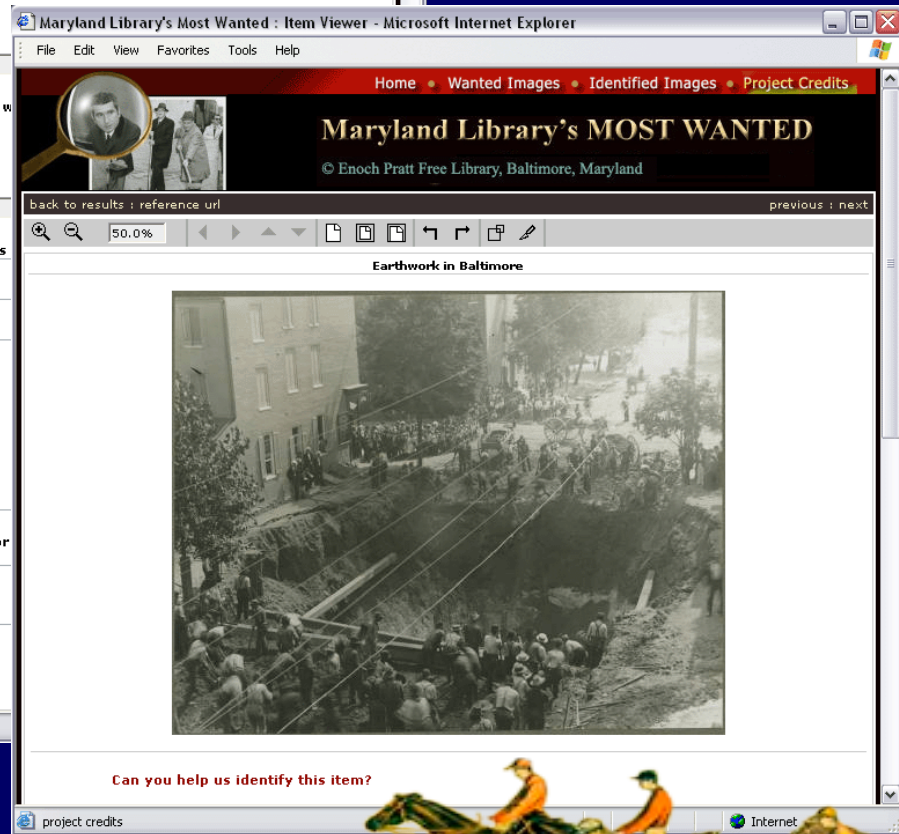 Maryland Library's Most Wanted : Item Viewer - Microsoft Internet Explorer
File Edit View Favorites Tools Help
Home • Wanted Images • Identified Images • Project Credits
Maryland Library's MOST WANTED
© Enoch Pratt Free Library, Baltimore, Maryland
back to results : reference url previous : next
50.0%
Earthwork in Baltimore
Can you help us identify this item?
project credits Internet
w
s
or